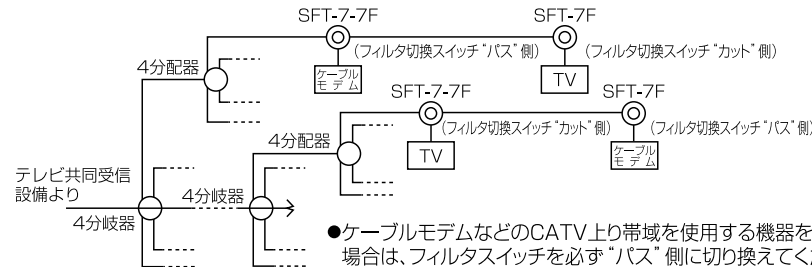 SFT-7-7F
SFT-7F
4分配器
(フィルタ切換スイッチ“パス”側)
(フィルタ切換スイッチ“カット”側)
ケーブル
モデム
TV
SFT-7-7F
SFT-7F
4分配器
(フィルタ切換スイッチ“カット”側)
(フィルタ切換スイッチ“パス”側)
TV
ケーブル
モデム
テレビ共同受信
設備より
4分岐器
4分岐器
●ケーブルモデムなどのCATV上り帯域を使用する機器を
場合は、フィルタスイッチを必ず“パス”側に切り換えてく